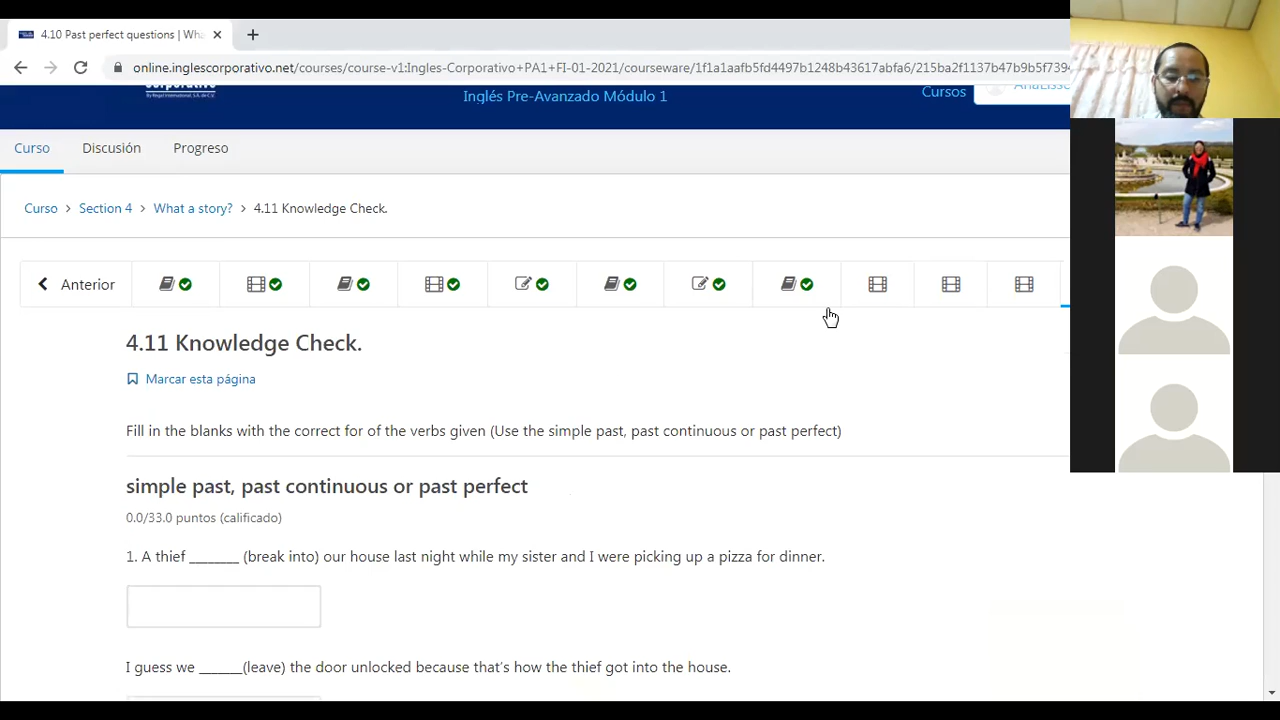 4.10 Past perfect questions | Wh
online.inglescorporativo.net/courses/course-v1:Ingles-Corporativo+PA1+FI-01-2021/courseware/1f1a1aafb5fd4497b1248b43617abfa6/215ba2f1137b47b9b5f7394
Inglés Pre-Avanzado Módulo 1
Cursos
Curso
Discusión
Progreso
Curso > Section 4 > What a story? > 4.11 Knowledge Check.
Anterior
4.11 Knowledge Check.
Marcar esta página
Fill in the blanks with the correct for of the verbs given (Use the simple past, past continuous or past perfect)
simple past, past continuous or past perfect
0.0/33.0 puntos (calificado)
1. A thief ________ (break into) our house last night while my sister and I were picking up a pizza for dinner.
I guess we _______(leave) the door unlocked because that’s how the thief got into the house.